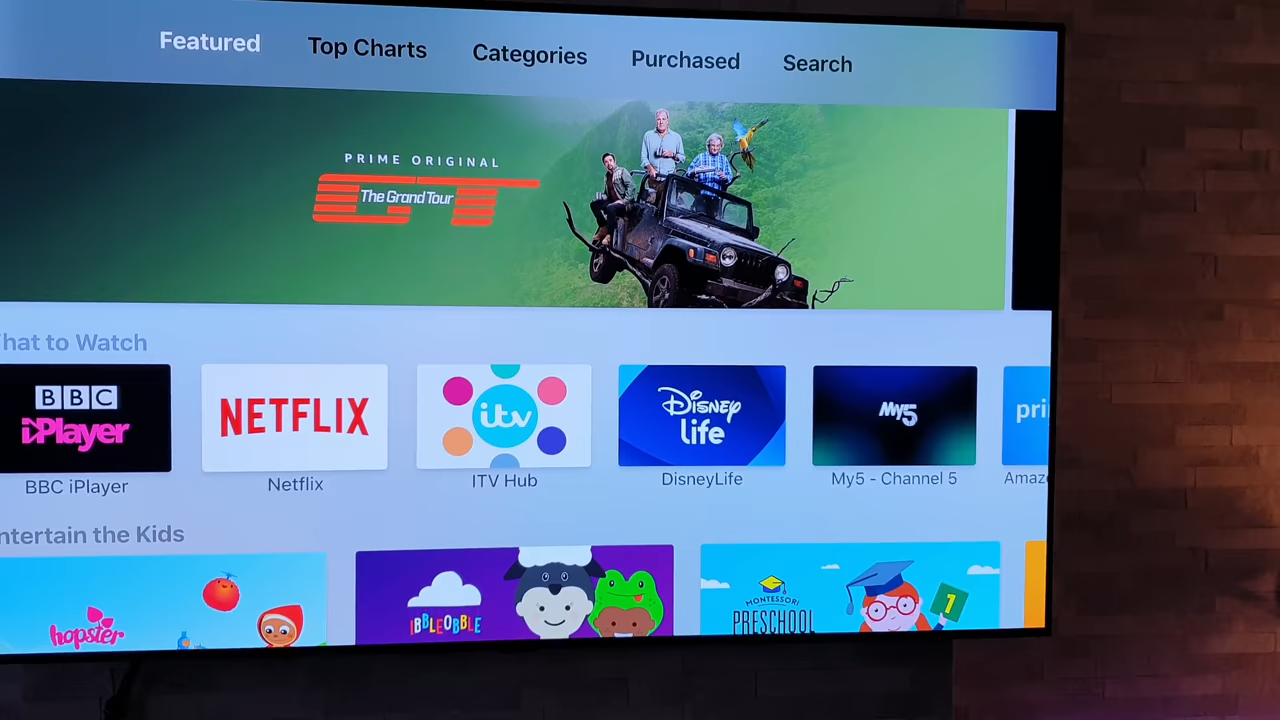 Featured Top Charts Categories Purchased Search
PRIME ORIGINAL
The Grand Tour
hat to Watch
BBC
iPlayer
NETFLIX
itv
Disney
life
My5
pri
BBC iPlayer
Netflix
ITV Hub
DisneyLife
My5 - Channel 5
Amaz
ntertain the Kids
hopster
IBBLEOBBLE
MONTESSORI
PRESCHOOL
1